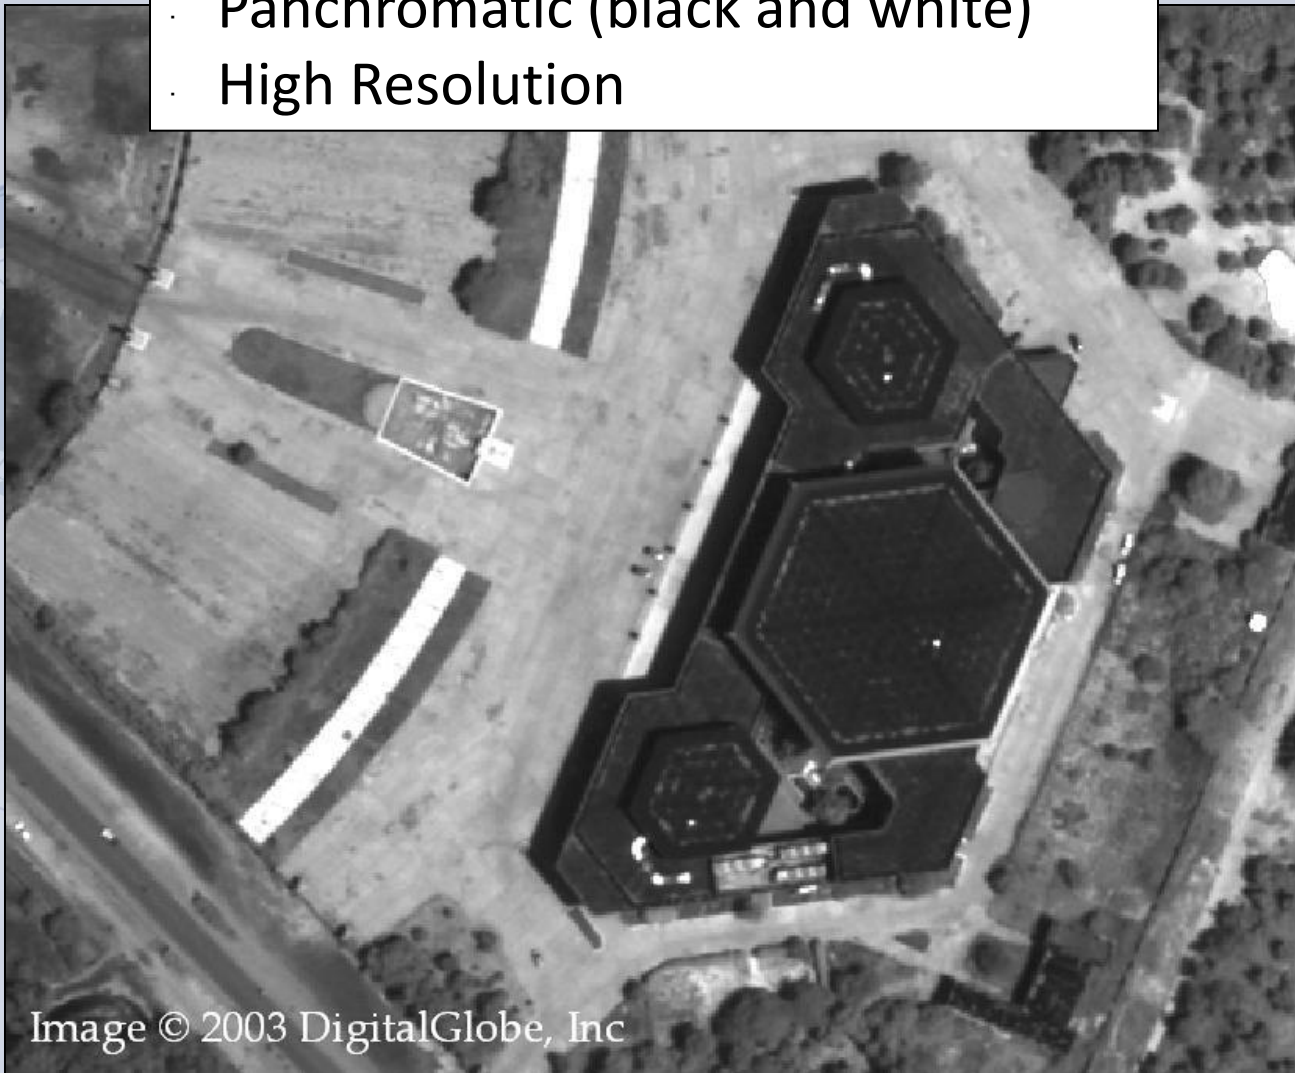 · Panchromatic (black and white)
· High Resolution
Image © 2003 DigitalGlobe, Inc